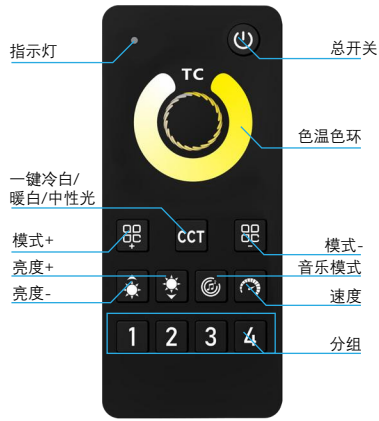 指示灯
总开关
TC
色温色环
一键冷白/
暖白/中性光
模式+
CCT
模式-
亮度+
音乐模式
亮度-
速度
1 2 3 4
分组